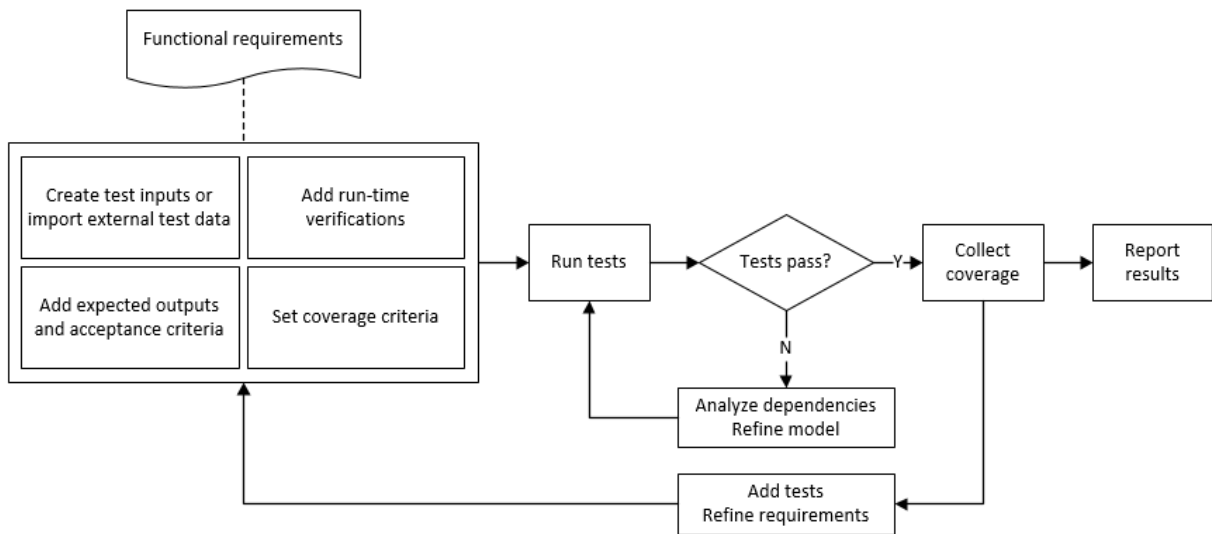 Functional requirements
Create test inputs or
import external test data
Add run-time
verifications
Add expected outputs
and acceptance criteria
Set coverage criteria
Run tests
Tests pass?
Y
Collect
coverage
Report
results
N
Analyze dependencies
Refine model
Add tests
Refine requirements